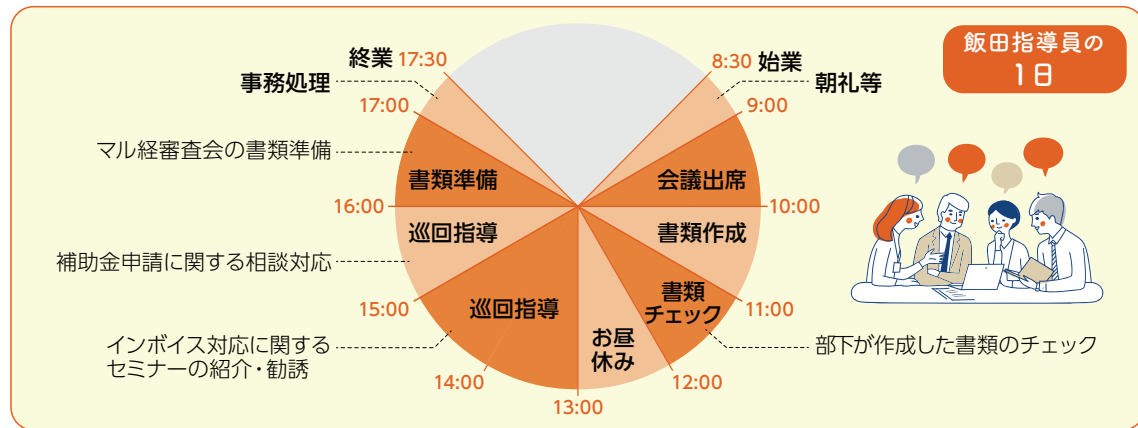 飯田指導員の
1日
8:30 始業
朝礼等
9:00
会議出席
10:00
書類作成
11:00
書類
チェック
部下が作成した書類のチェック
12:00
お昼
休み
13:00
巡回指導
14:00
インボイス対応に関する
セミナーの紹介・勧誘
15:00
巡回指導
補助金申請に関する相談対応
16:00
書類準備
マル経審査会の書類準備
17:00
事務処理
終業 17:30